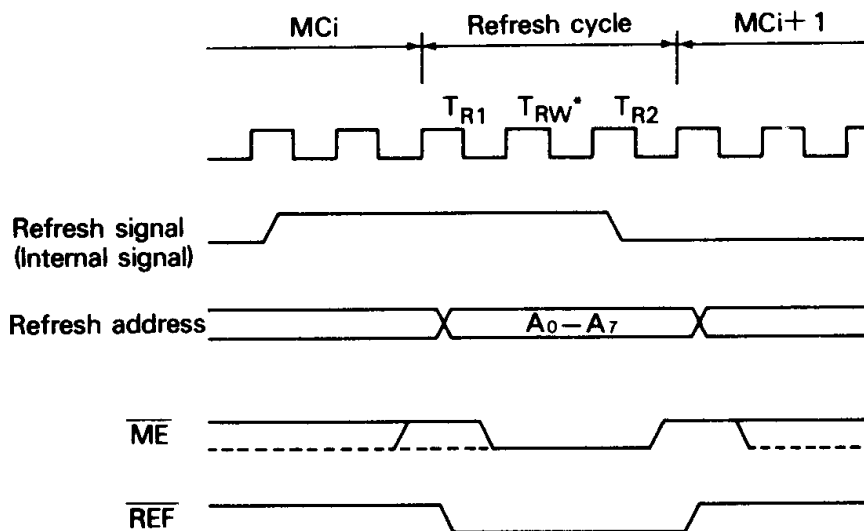 MCi Refresh cycle MCi+ 1
TR1 TRW* TR2
Refresh signal
(Internal signal)
Refresh address A0–A7
ME
REF